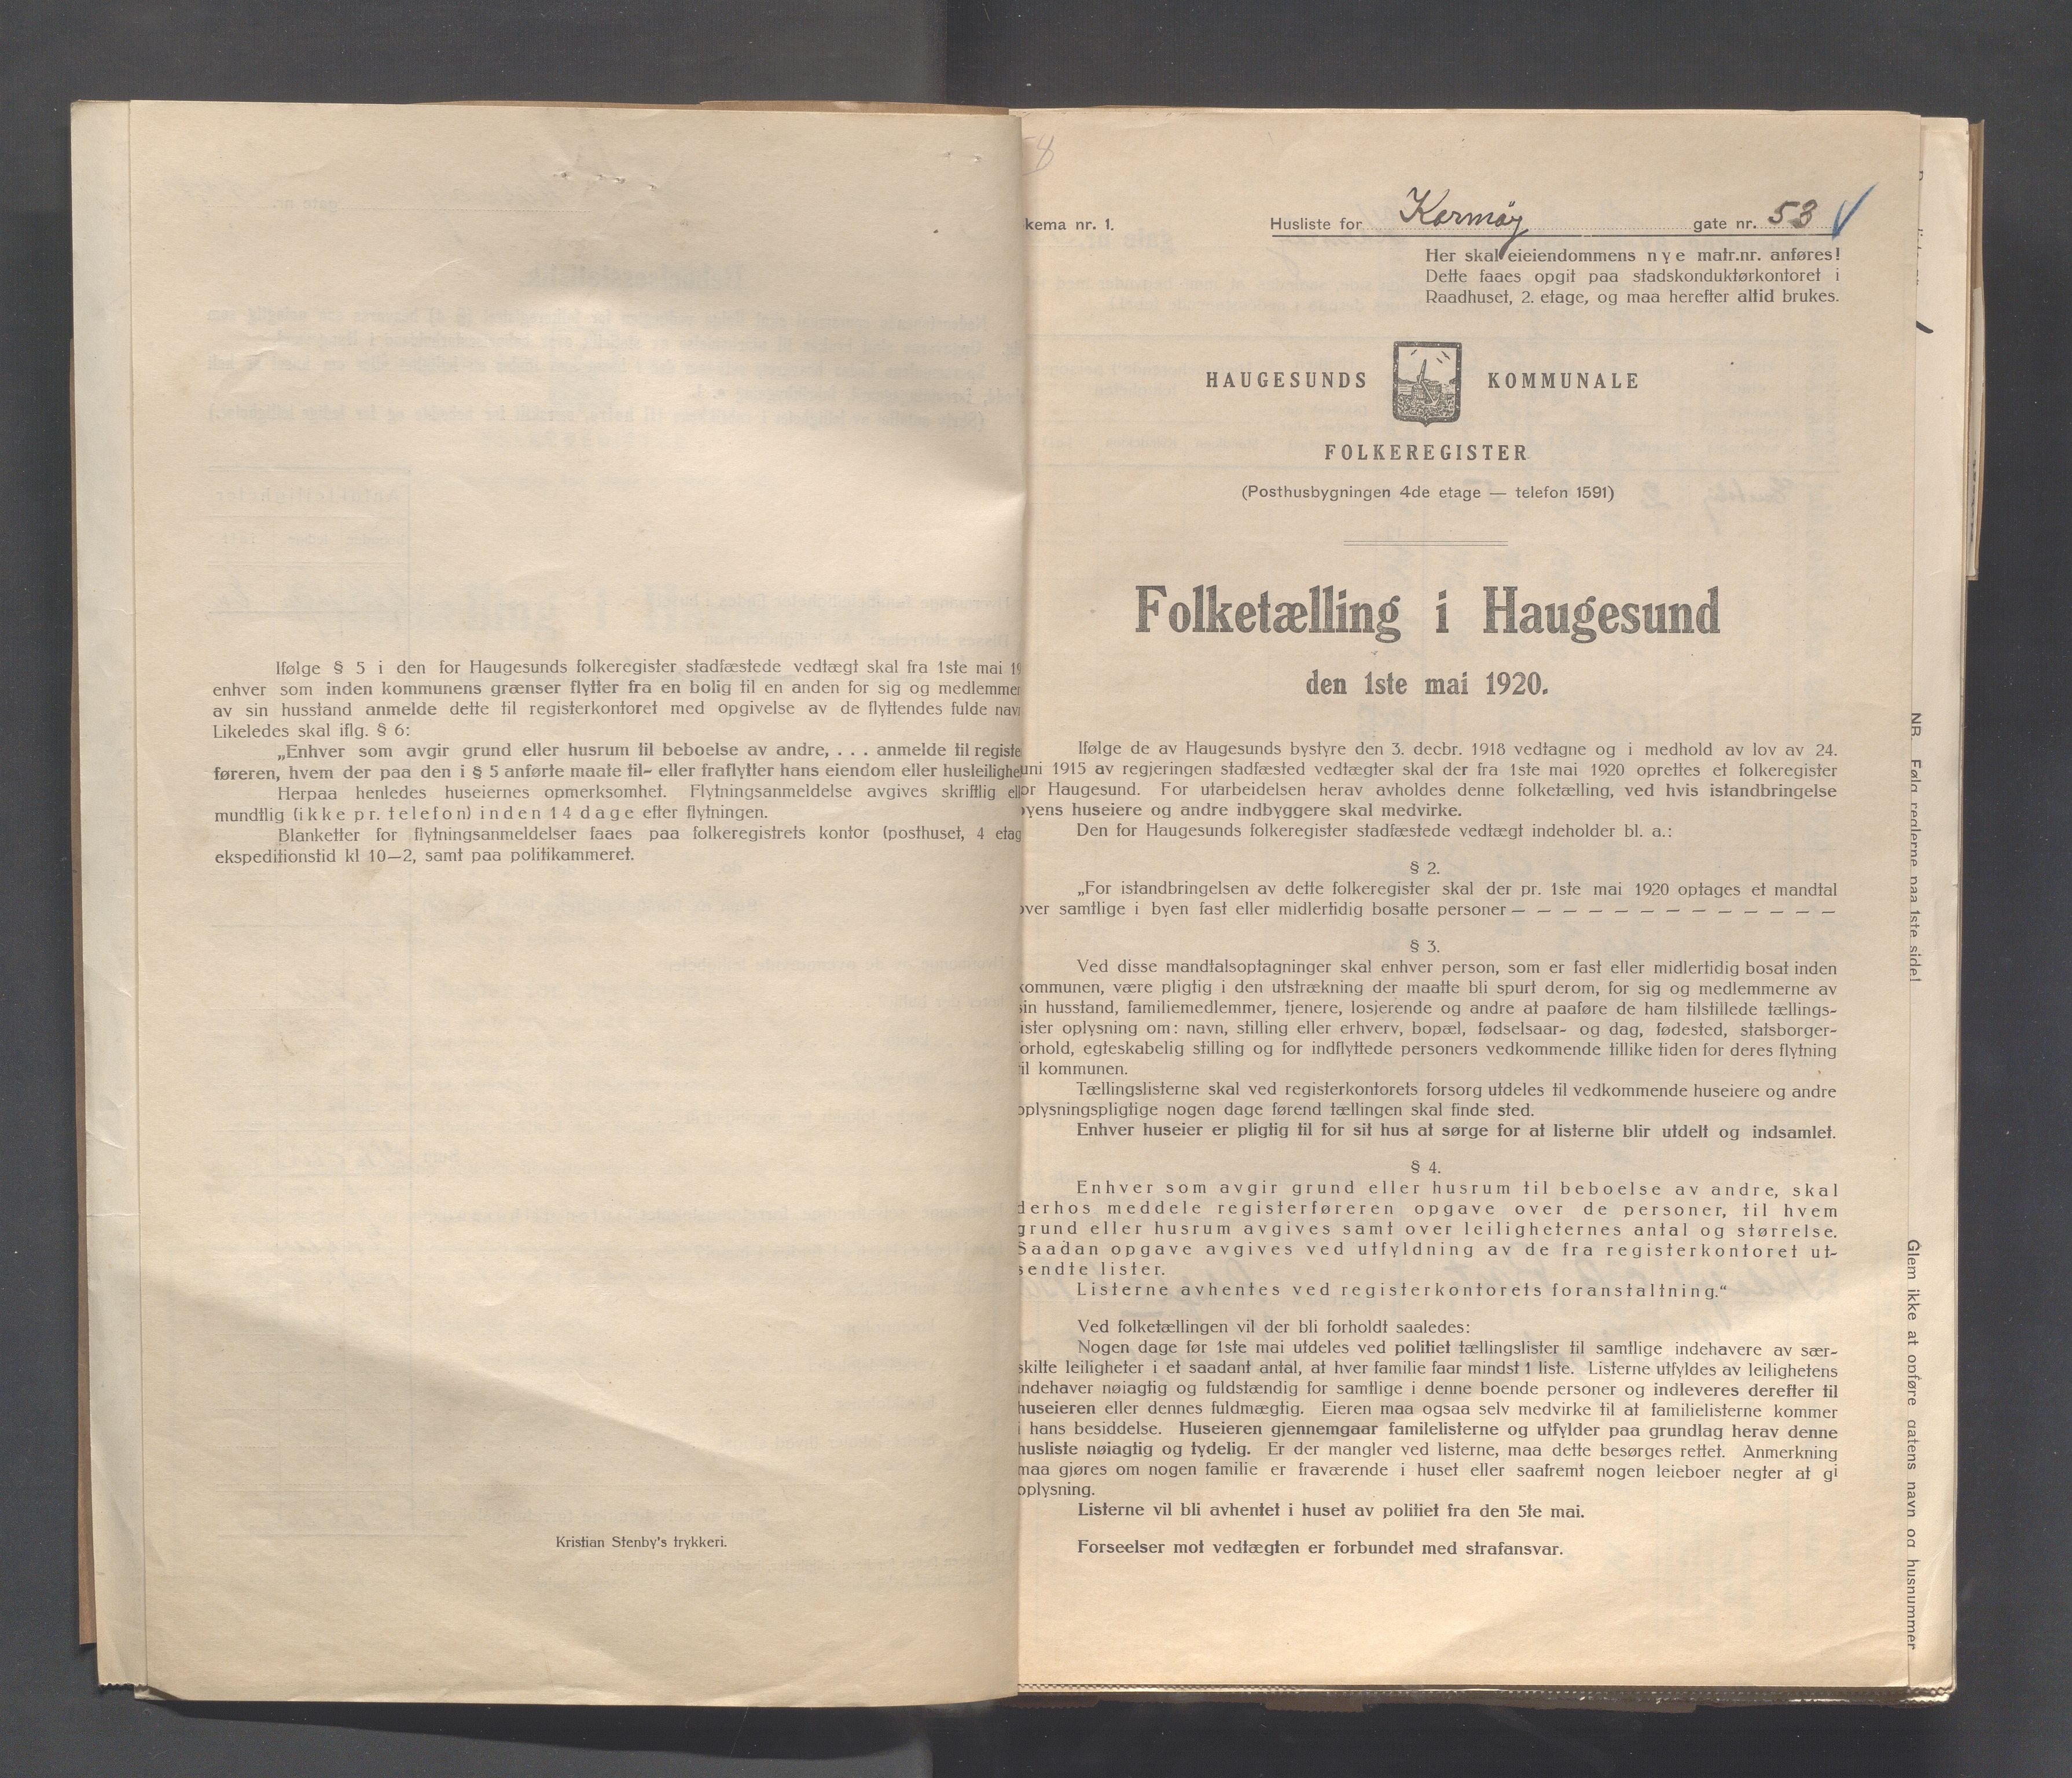 Ifølge § 5 i den for Haugesunds folkeregister stadfæstede vedtægt skal fra 1ste mai 19
enhver som inden kommunens grænser flytter fra en bolig til en anden for sig og medlemmer
av sin husstand anmelde dette til registerkontoret med opgivelse av de flyttendes fulde navn
Likeledes skal iflg. § 6:
„Enhver som avgir grund eller husrum til beboelse av andre, . . . anmelde til registe
føreren, hvem der paa den i § 5 anførte maate til- eller fraflytter hans eiendom eller husleilighe
Herpaa henledes huseiernes opmerksomhet. Flytningsanmeldelse avgives skriftlig ell
mundtlig (ikke pr. telefon) inden 14 dage efter flytningen.
Blanketter for flytningsanmeldelser faaes paa folkeregistrets kontor (posthuset, 4 etag
ekspeditionstid kl 10—2, samt paa politikammeret.
Kristian Stenby's trykkeri.
kema nr. 1.
Husliste for Karmøy gate nr. 53
Her skal eieiendommens nye matr.nr. anføres!
Dette faaes opgit paa stadskonduktørkontoret i
Raadhuset, 2. etage, og maa herefter altid brukes.
HAUGESUNDS KOMMUNALE
FOLKEREGISTER
(Posthusbygningen 4de etage — telefon 1591)
Folketælling i Haugesund
den 1ste mai 1920.
Ifølge de av Haugesunds bystyre den 3. decbr. 1918 vedtagne og i medhold av lov av 24.
uni 1915 av regjeringen stadfæsted vedtægter skal der fra 1ste mai 1920 oprettes et folkeregister
or Haugesund. For utarbeidelsen herav avholdes denne folketælling, ved hvis istandbringelse
byens huseiere og andre indbyggere skal medvirke.
Den for Haugesunds folkeregister stadfæstede vedtægt indeholder bl. a.:
§ 2.
„For istandbringelsen av dette folkeregister skal der pr. 1ste mai 1920 optages et mandtal
over samtlige i byen fast eller midlertidig bosatte personer — — — — — — — — — — — — —
§ 3.
Ved disse mandtalsoptagninger skal enhver person, som er fast eller midlertidig bosat inden
kommunen, være pligtig i den utstrækning der maatte bli spurt derom, for sig og medlemmerne av
sin husstand, familiemedlemmer, tjenere, losjerende og andre at paaføre de ham tilstillede tællings-
ister oplysning om: navn, stilling eller erhverv, bopæl, fødselsaar- og dag, fødested, statsborger-
orhold, egteskabelig stilling og for indflyttede personers vedkommende tillike tiden for deres flytning
til kommunen.
Tællingslisterne skal ved registerkontorets forsorg utdeles til vedkommende huseiere og andre
oplysningspligtige nogen dage førend tællingen skal finde sted.
Enhver huseier er pligtig til for sit hus at sørge for at listerne blir utdelt og indsamlet.
§ 4.
Enhver som avgir grund eller husrum til beboelse av andre, skal
derhos meddele registerføreren opgave over de personer, til hvem
grund eller husrum avgives samt over leiligheternes antal og størrelse.
Saadan opgave avgives ved utfyldning av de fra registerkontoret ut-
sendte lister.
Listerne avhentes ved registerkontorets foranstaltning.“
Ved folketællingen vil der bli forholdt saaledes:
Nogen dage før 1ste mai utdeles ved politiet tællingslister til samtlige indehavere av sær-
skilte leiligheter i et saadant antal, at hver familie faar mindst 1 liste. Listerne utfyldes av leilighetens
indehaver nøiagtig og fuldstændig for samtlige i denne boende personer og indleveres derefter til
huseieren eller dennes fuldmægtig. Eieren maa ogsaa selv medvirke til at familielisterne kommer
i hans besiddelse. Huseieren gjennemgaar familelisterne og utfylder paa grundlag herav denne
husliste nøiagtig og tydelig. Er der mangler ved listerne, maa dette besørges rettet. Anmerkning
maa gjøres om nogen familie er fraværende i huset eller saafremt nogen leieboer negter at gi
oplysning.
Listerne vil bli avhentet i huset av politiet fra den 5te mai.
Forseelser mot vedtægten er forbundet med strafansvar.
NB. Følg reglerne paa 1ste side!
Glem ikke at opføre gatens navn og husnummer